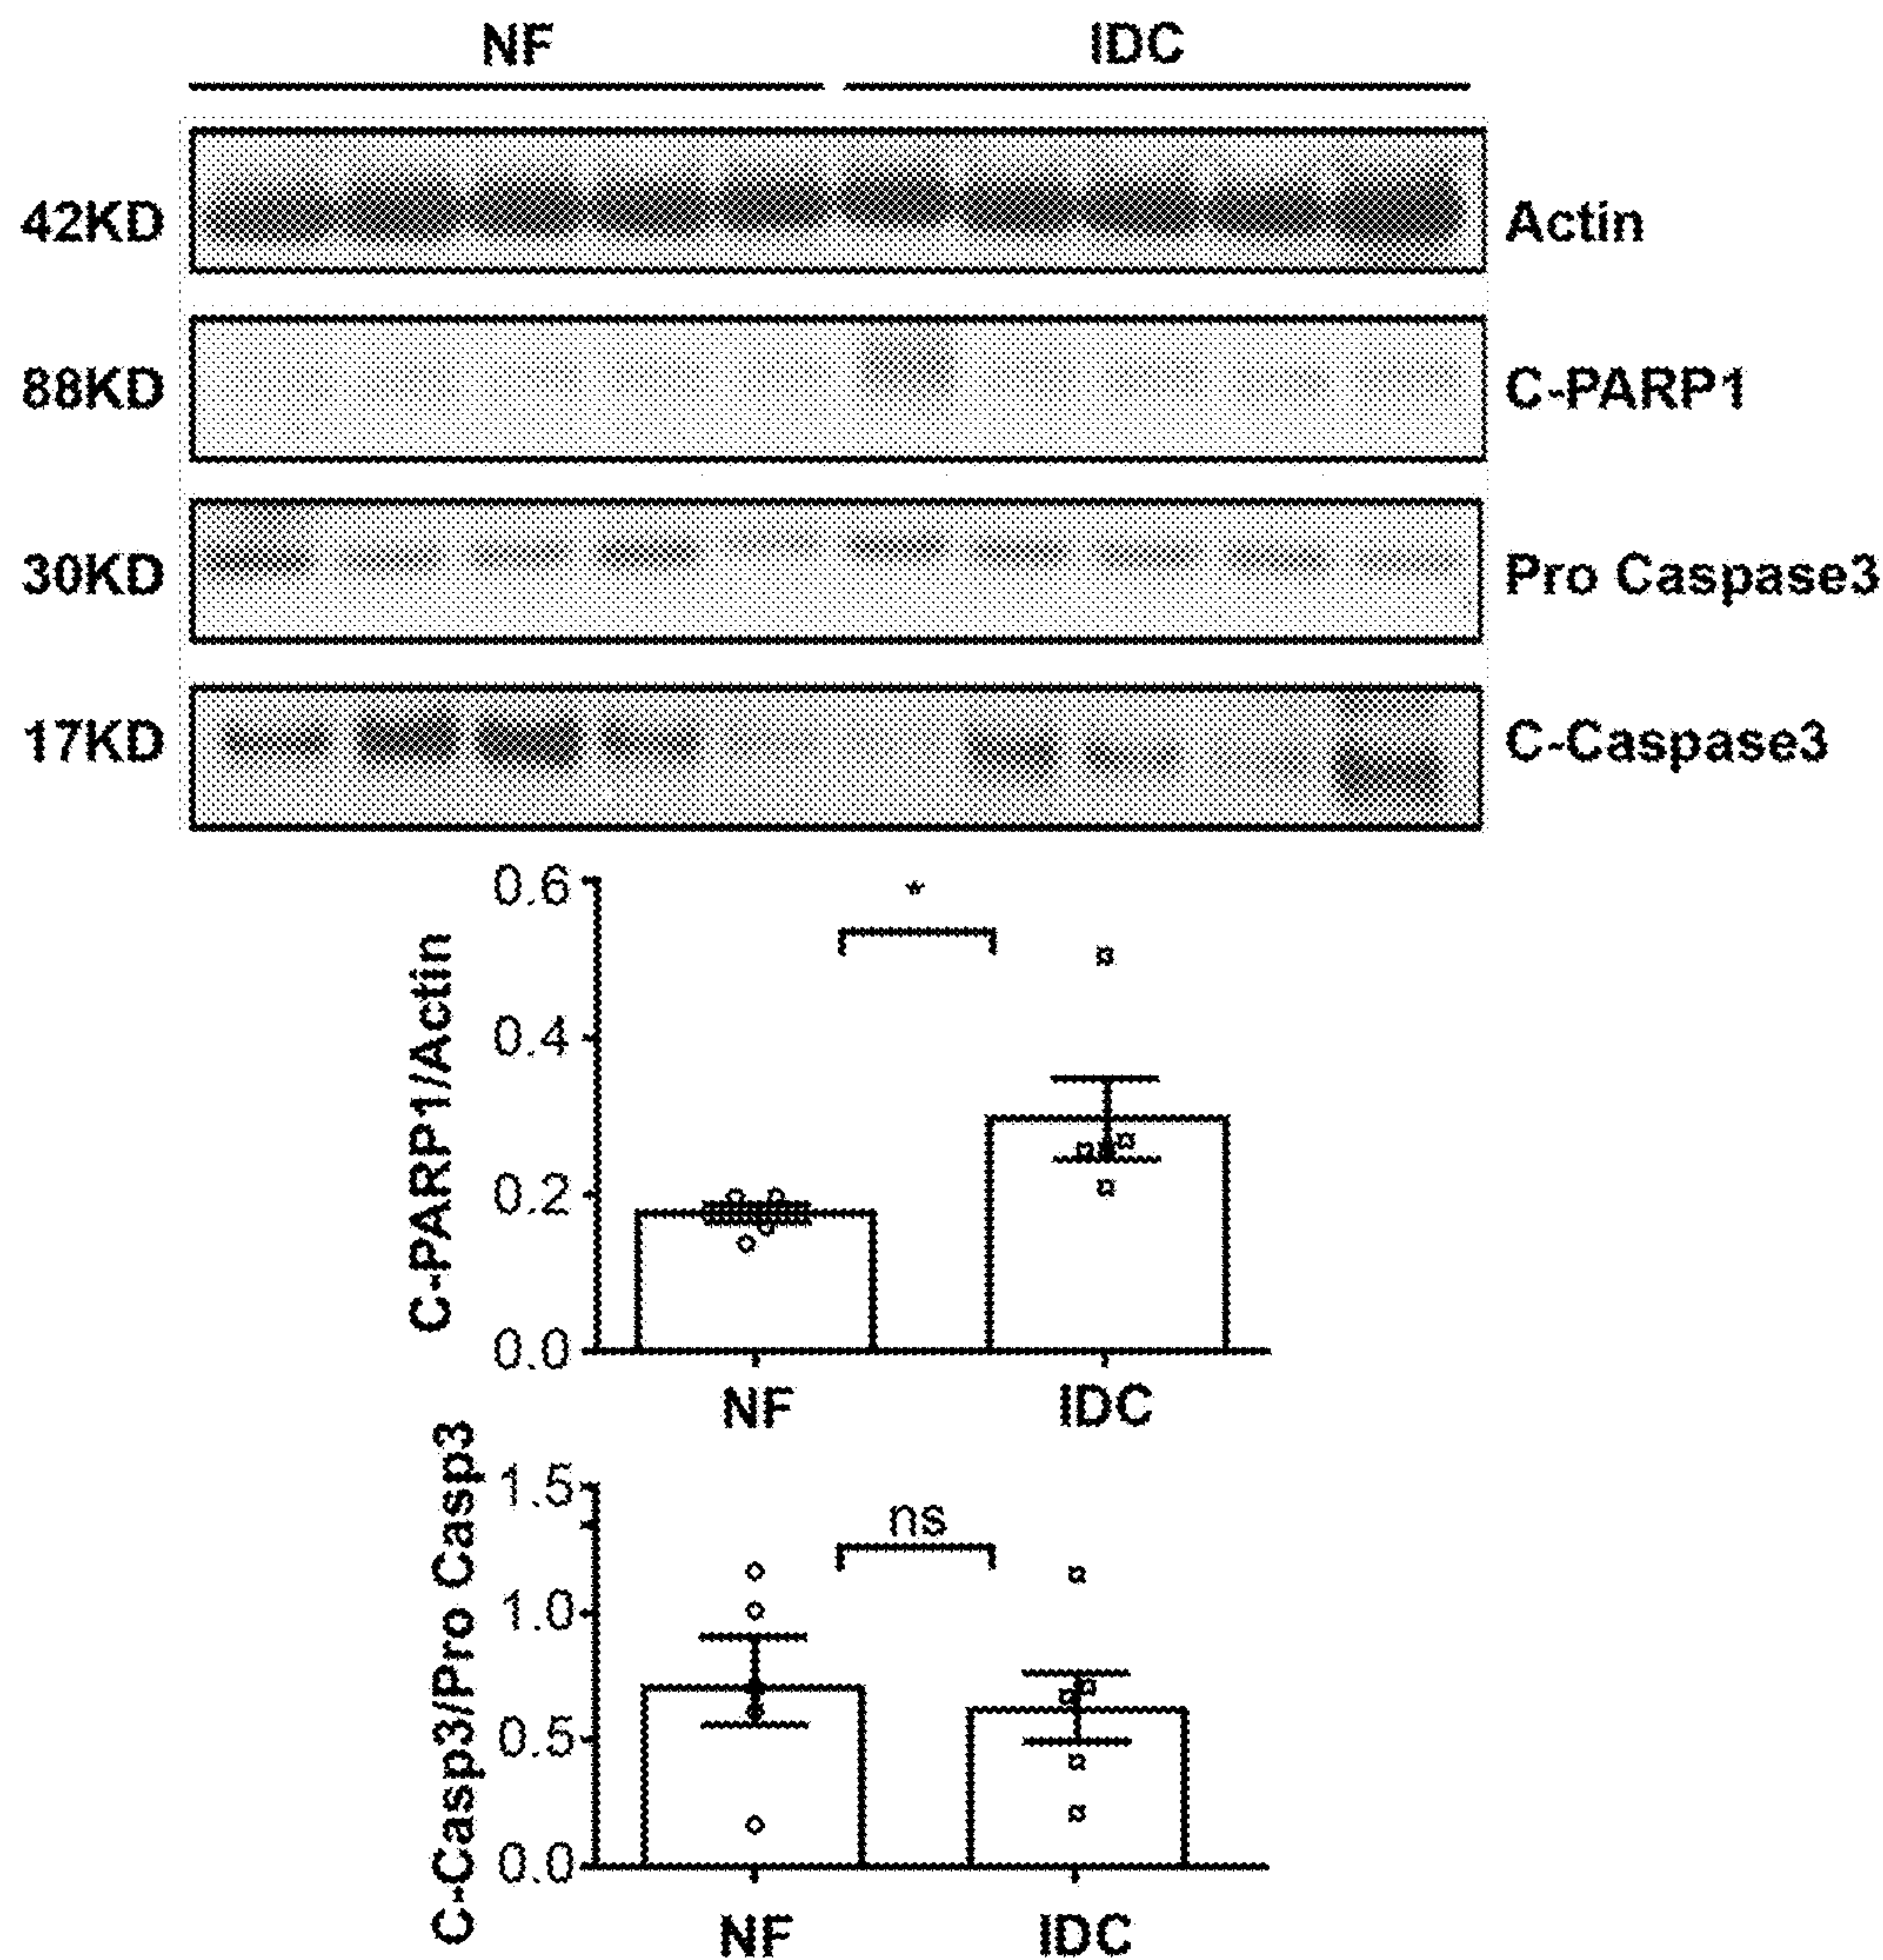 NF IDC
42KD Actin
88KD C-PARP1
30KD Pro Caspase3
17KD C-Caspase3
C-PARP1/Actin
0.6
*
0.4
0.2
0.0
NF IDC
C-Casp3/Pro Casp3
1.5
ns
1.0
0.5
0.0
NF IDC